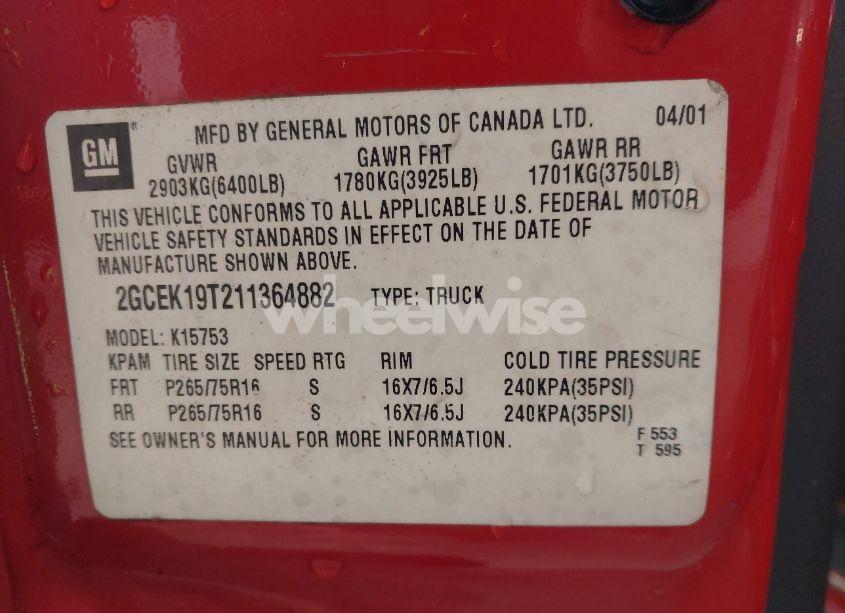 GM
MFD BY GENERAL MOTORS OF CANADA LTD. 04/01
GVWR GAWR FRT GAWR RR
2903KG(6400LB) 1780KG(3925LB) 1701KG(3750LB)
THIS VEHICLE CONFORMS TO ALL APPLICABLE U.S. FEDERAL MOTOR
VEHICLE SAFETY STANDARDS IN EFFECT ON THE DATE OF
MANUFACTURE SHOWN ABOVE.
2GCEK19T211364882 TYPE: TRUCK
wheelwise
MODEL: K15753
KPAM TIRE SIZE SPEED RTG RIM COLD TIRE PRESSURE
FRT P265/75R16 S 16X7/6.5J 240KPA(35PSI)
RR P265/75R16 S 16X7/6.5J 240KPA(35PSI)
SEE OWNER'S MANUAL FOR MORE INFORMATION. F 553
T 595